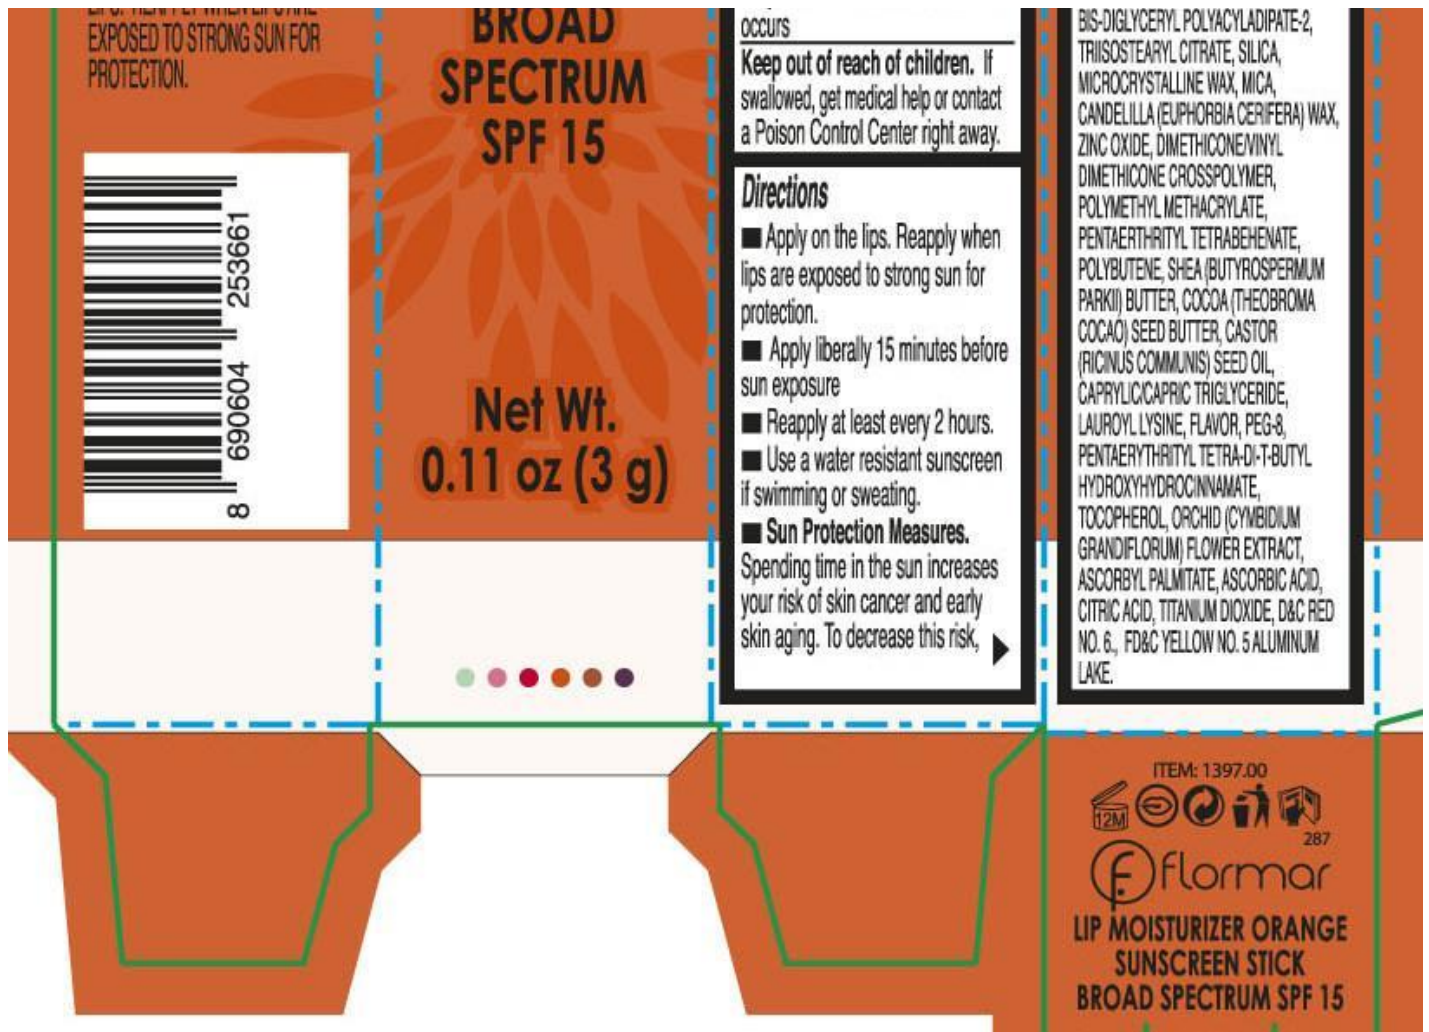 EXPOSED TO STRONG SUN FOR
PROTECTION.
8 690604 253661
BROAD
SPECTRUM
SPF 15
Net Wt.
0.11 oz (3 g)
occurs
Keep out of reach of children. If
swallowed, get medical help or contact
a Poison Control Center right away.
Directions
■ Apply on the lips. Reapply when
lips are exposed to strong sun for
protection.
■ Apply liberally 15 minutes before
sun exposure
■ Reapply at least every 2 hours.
■ Use a water resistant sunscreen
if swimming or sweating.
■ Sun Protection Measures.
Spending time in the sun increases
your risk of skin cancer and early
skin aging. To decrease this risk,
BIS-DIGLYCERYL POLYACYLADIPATE-2,
TRIISOSTEARYL CITRATE, SILICA,
MICROCRYSTALLINE WAX, MICA,
CANDELILLA (EUPHORBIA CERIFERA) WAX,
ZINC OXIDE, DIMETHICONE/VINYL
DIMETHICONE CROSSPOLYMER,
POLYMETHYL METHACRYLATE,
PENTAERTHRITYL TETRABEHENATE,
POLYBUTENE, SHEA (BUTYROSPERMUM
PARKII) BUTTER, COCOA (THEOBROMA
COCAO) SEED BUTTER, CASTOR
(RICINUS COMMUNIS) SEED OIL,
CAPRYLIC/CAPRIC TRIGLYCERIDE,
LAUROYL LYSINE, FLAVOR, PEG-8,
PENTAERYTHRITYL TETRA-DI-T-BUTYL
HYDROXYHYDROCINNAMATE,
TOCOPHEROL, ORCHID (CYMBIDIUM
GRANDIFLORUM) FLOWER EXTRACT,
ASCORBYL PALMITATE, ASCORBIC ACID,
CITRIC ACID, TITANIUM DIOXIDE, D&C RED
NO. 6., FD&C YELLOW NO. 5 ALUMINUM
LAKE.
ITEM: 1397.00
12M
287
flormar
LIP MOISTURIZER ORANGE
SUNSCREEN STICK
BROAD SPECTRUM SPF 15